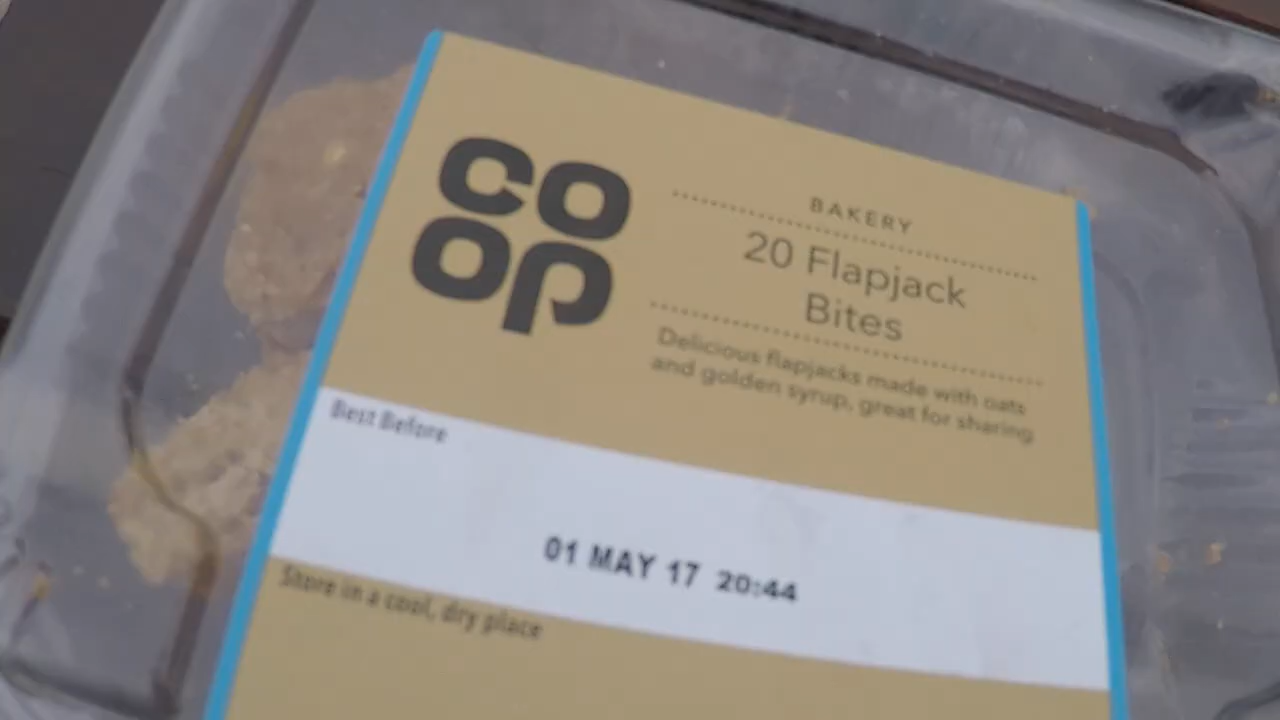 CO
OP
BAKERY
20 Flapjack
Bites
Delicious flapjacks made with oats
and golden syrup, great for sharing
Best Before
01 MAY 17 20:44
Store in a cool, dry place